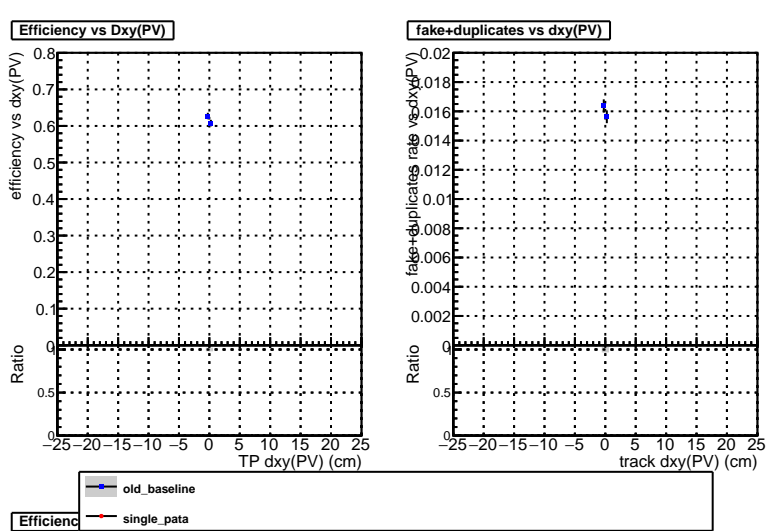 Efficiency vs Dxy(PV)
efficiency vs dxy(PV)
0.8
0.7
0.6
0.5
0.4
0.3
0.2
0.1
0
Ratio
1
0.5
0
−25 −20 −15 −10 −5 0 5 10 15 20 25
TP dxy(PV) (cm)
fake+duplicates vs dxy(PV)
fake+duplicates rate vs dxy(PV)
0.02
0.018
0.016
0.014
0.012
0.01
0.008
0.006
0.004
0.002
0
Ratio
1
0.5
0
−25 −20 −15 −10 −5 0 5 10 15 20 25
track dxy(PV) (cm)
old_baseline
single_pata
Efficienc